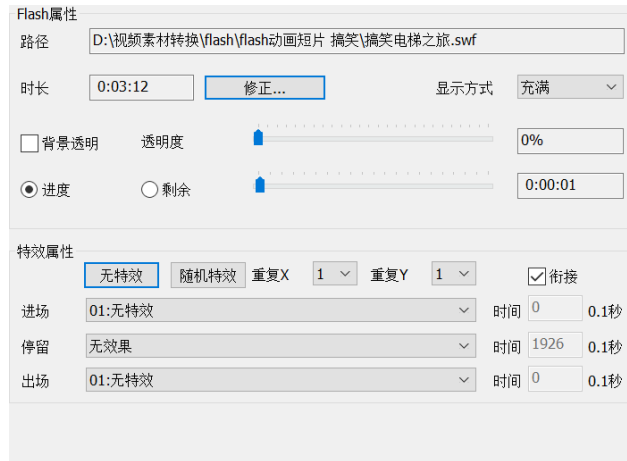 Flash属性
路径 D:\视频素材转换\flash\flash动画短片 搞笑\搞笑电梯之旅.swf
时长 0:03:12 修正... 显示方式 充满
背景透明 透明度 0%
进度 剩余 0:00:01
特效属性
无特效 随机特效 重复X 1 重复Y 1 衔接
进场 01:无特效 时间 0 0.1秒
停留 无效果 时间 1926 0.1秒
出场 01:无特效 时间 0 0.1秒